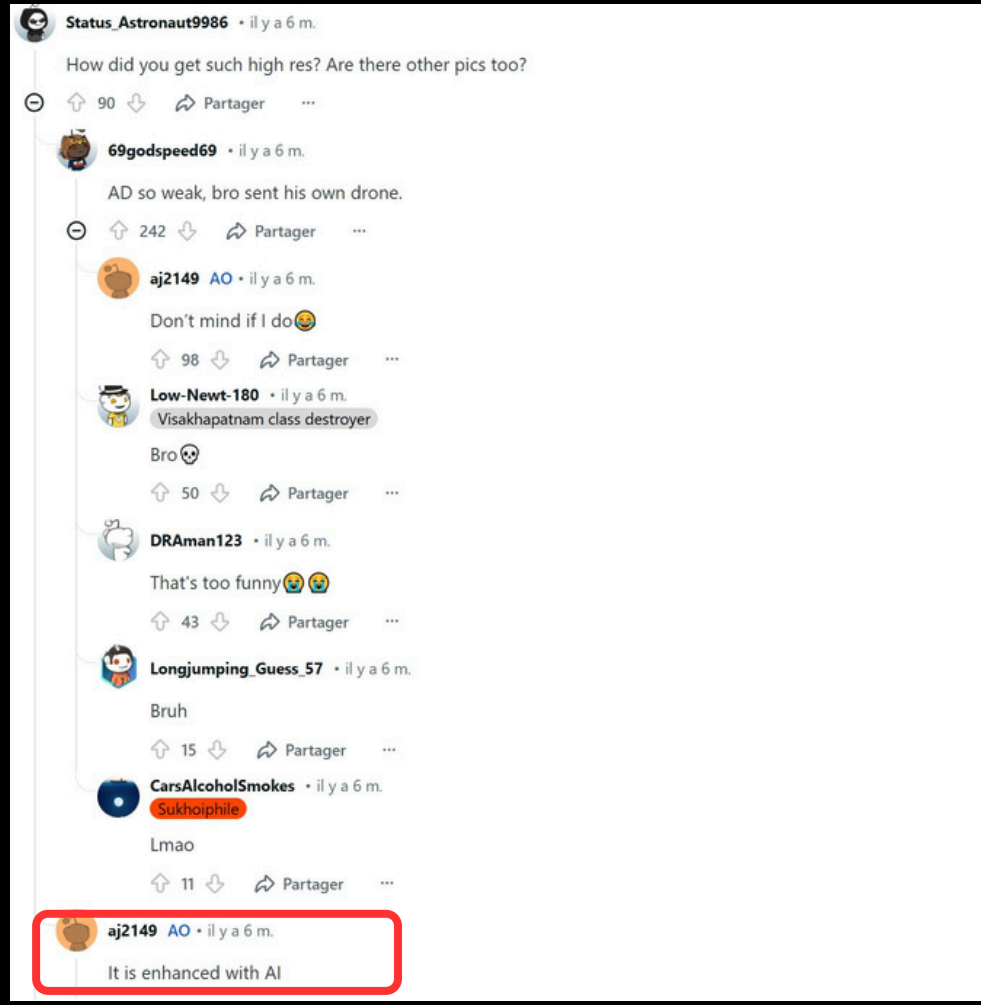 Status_Astronaut9986 • il y a 6 m.
How did you get such high res? Are there other pics too?
90 Partager ...
69godspeed69 • il y a 6 m.
AD so weak, bro sent his own drone.
242 Partager ...
aj2149 AO • il y a 6 m.
Don't mind if I do😂
98 Partager ...
Low-Newt-180 • il y a 6 m.
Visakhapatnam class destroyer
Bro💀
50 Partager ...
DRAman123 • il y a 6 m.
That's too funny😭😭
43 Partager ...
Longjumping_Guess_57 • il y a 6 m.
Bruh
15 Partager ...
CarsAlcoholSmokes • il y a 6 m.
Sukhoiphile
Lmao
11 Partager ...
aj2149 AO • il y a 6 m.
It is enhanced with AI